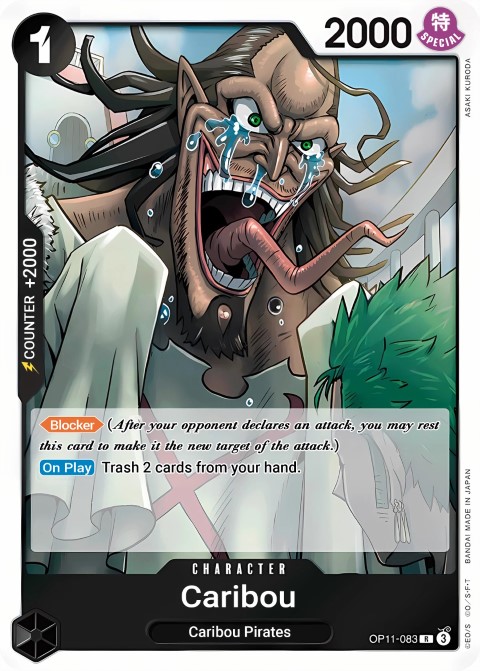 1
2000
特
SPECIAL
ASAKI KURODA
COUNTER +2000
Blocker (After your opponent declares an attack, you may rest
this card to make it the new target of the attack.)
On Play Trash 2 cards from your hand.
CHARACTER
Caribou
Caribou Pirates
OP11-083 R 3
©E.O/S ©O/S・F・T BANDAI MADE IN JAPAN